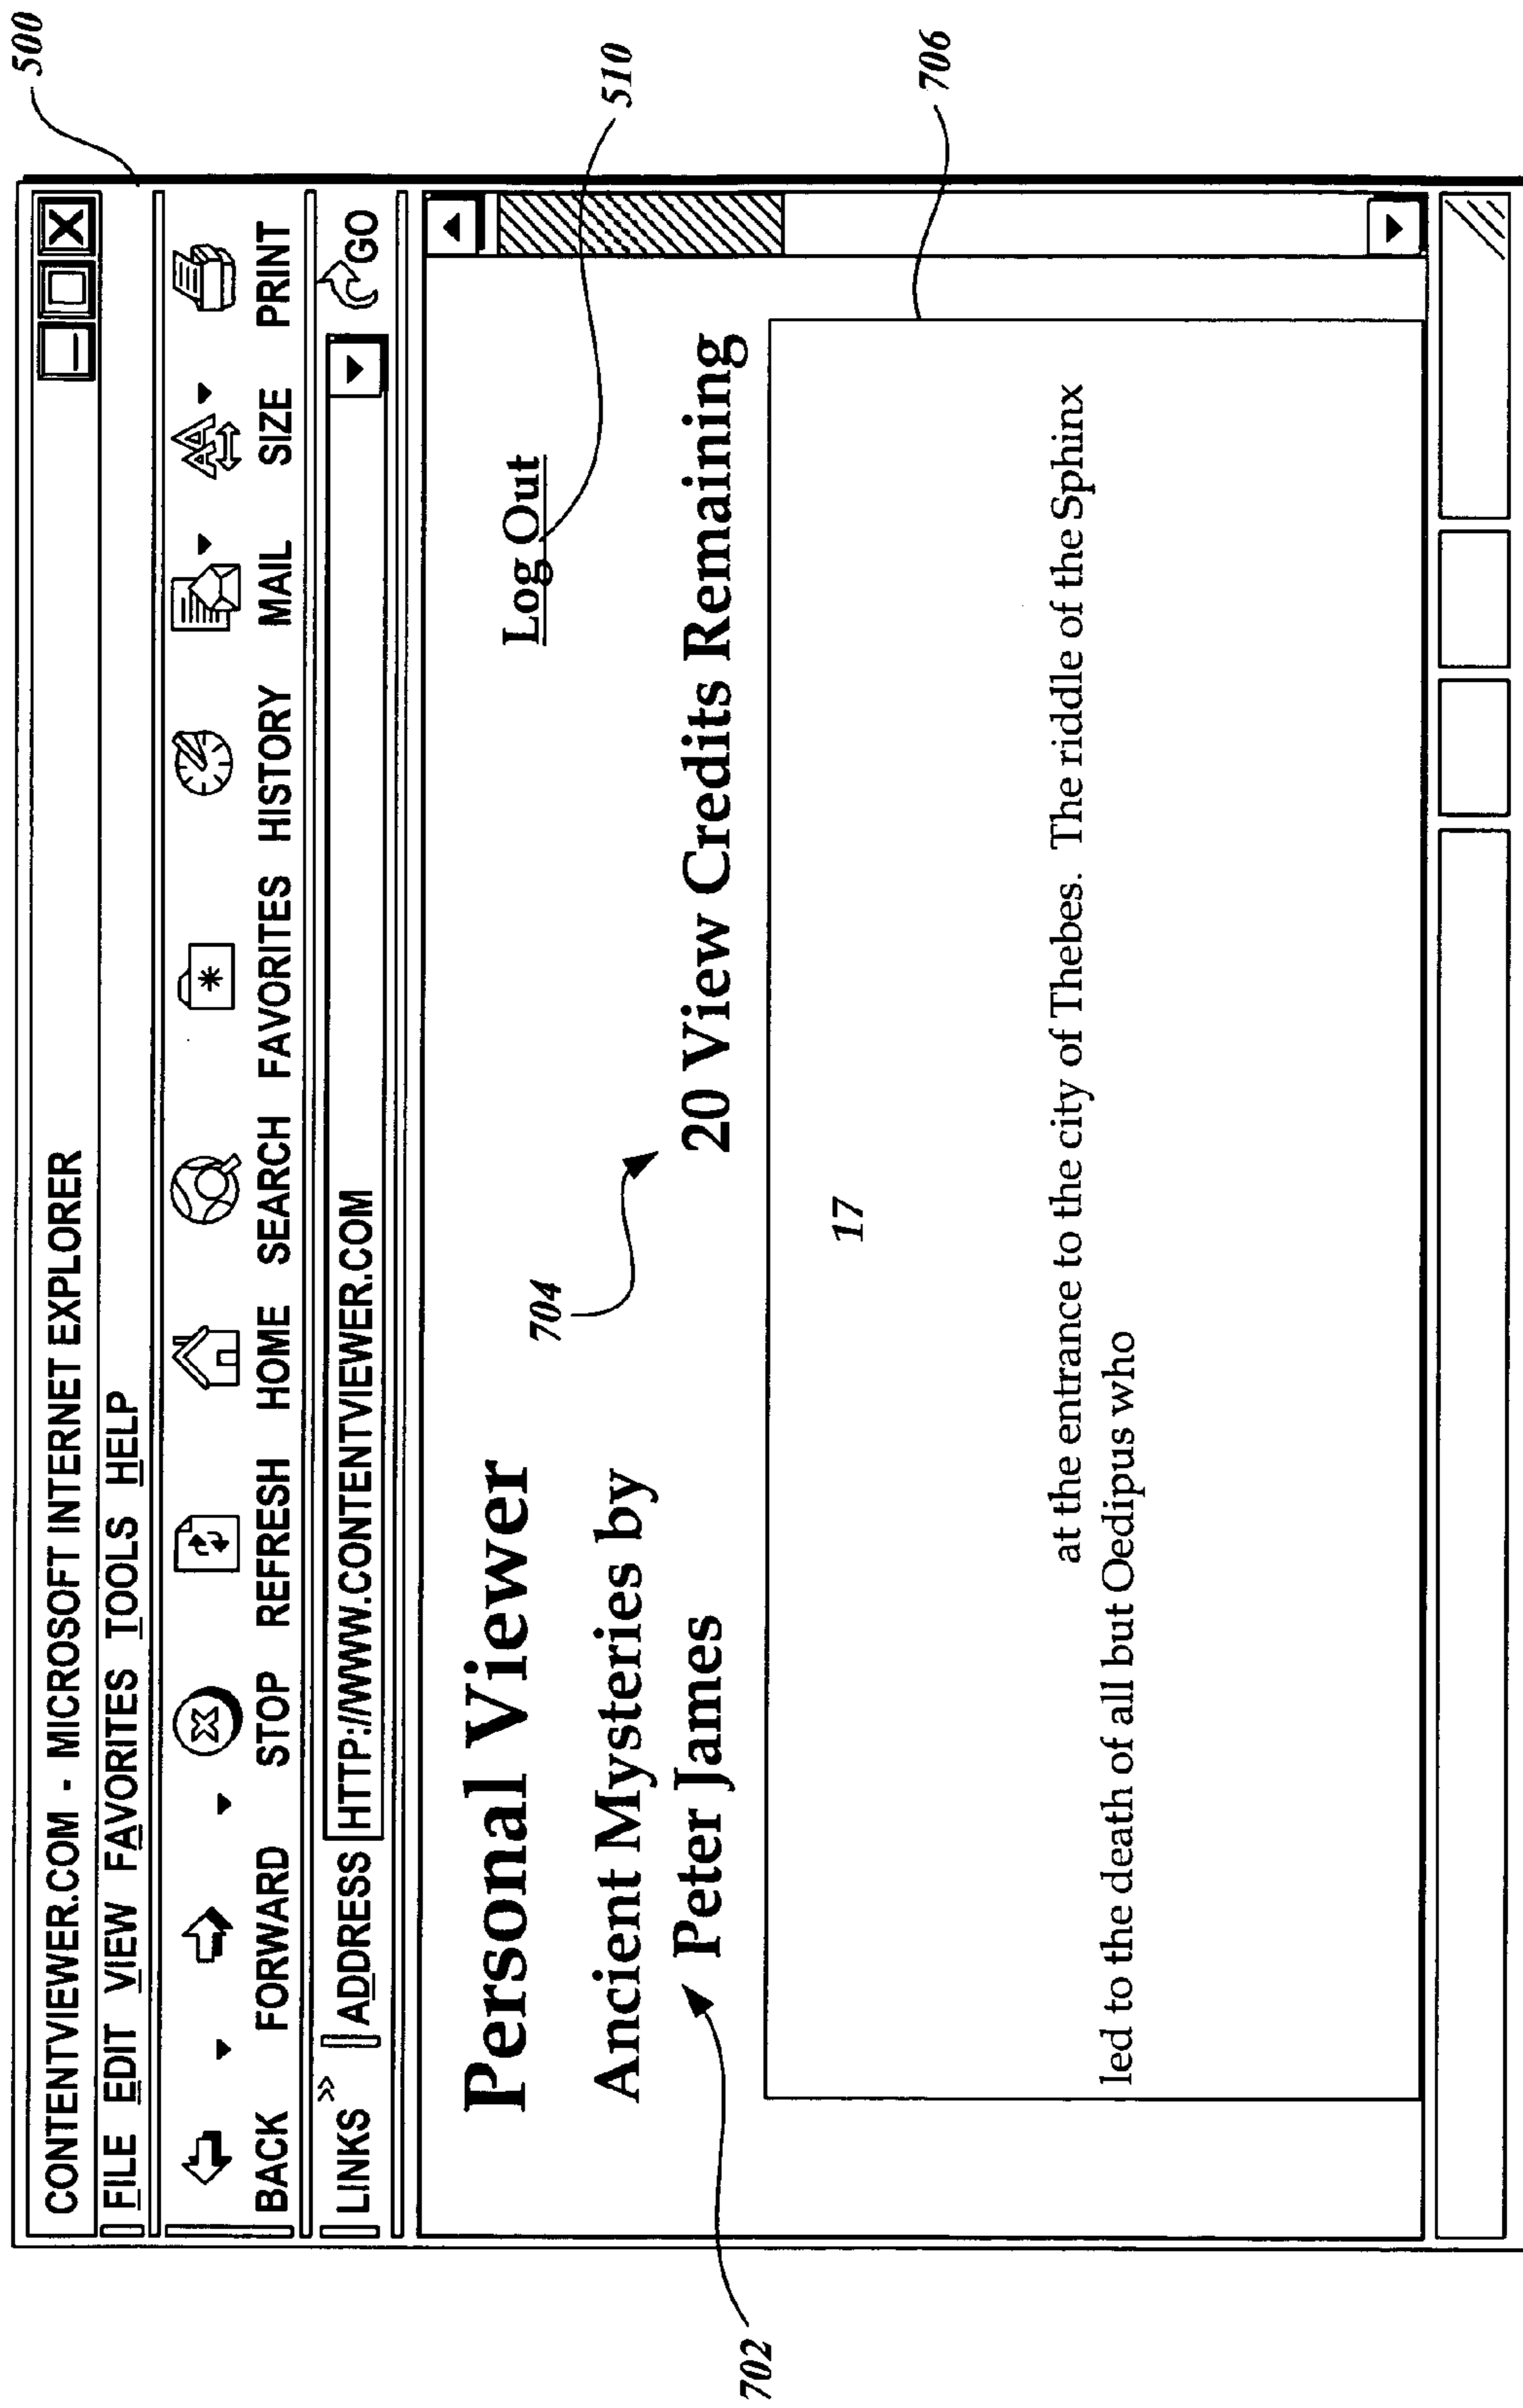 500
CONTENTVIEWER.COM - MICROSOFT INTERNET EXPLORER
FILE EDIT VIEW FAVORITES TOOLS HELP
BACK FORWARD STOP REFRESH HOME SEARCH FAVORITES HISTORY MAIL SIZE PRINT
LINKS » ADDRESS HTTP://WWW.CONTENTVIEWER.COM GO
Personal Viewer
Log Out
510
704
Ancient Mysteries by
Peter James
20 View Credits Remaining
702
706
17
at the entrance to the city of Thebes. The riddle of the Sphinx
led to the death of all but Oedipus who